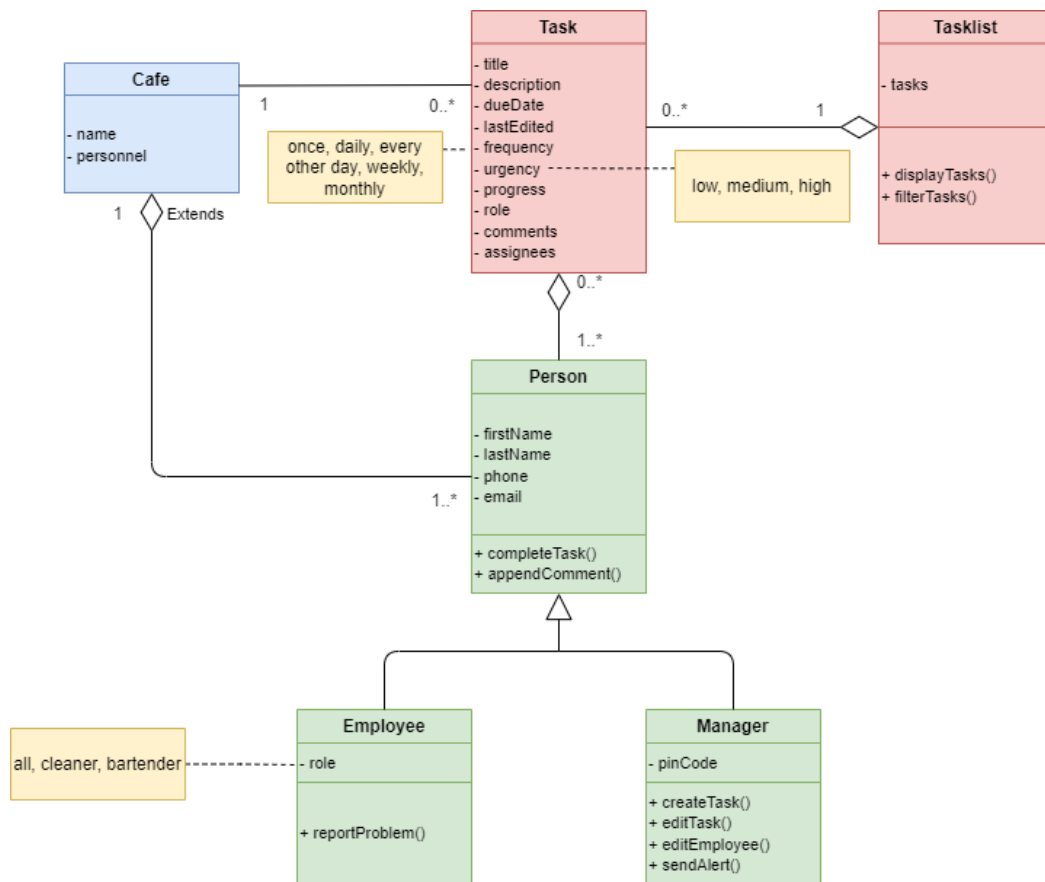 Task
- title
- description
- dueDate
- lastEdited
- frequency
- urgency
- progress
- role
- comments
- assignees
Tasklist
- tasks
+ displayTasks()
+ filterTasks()
Cafe
- name
- personnel
1
0..*
0..*
1
once, daily, every
other day, weekly,
monthly
low, medium, high
1
Extends
0..*
1..*
Person
- firstName
- lastName
- phone
- email
+ completeTask()
+ appendComment()
1..*
Employee
- role
+ reportProblem()
all, cleaner, bartender
Manager
- pinCode
+ createTask()
+ editTask()
+ editEmployee()
+ sendAlert()